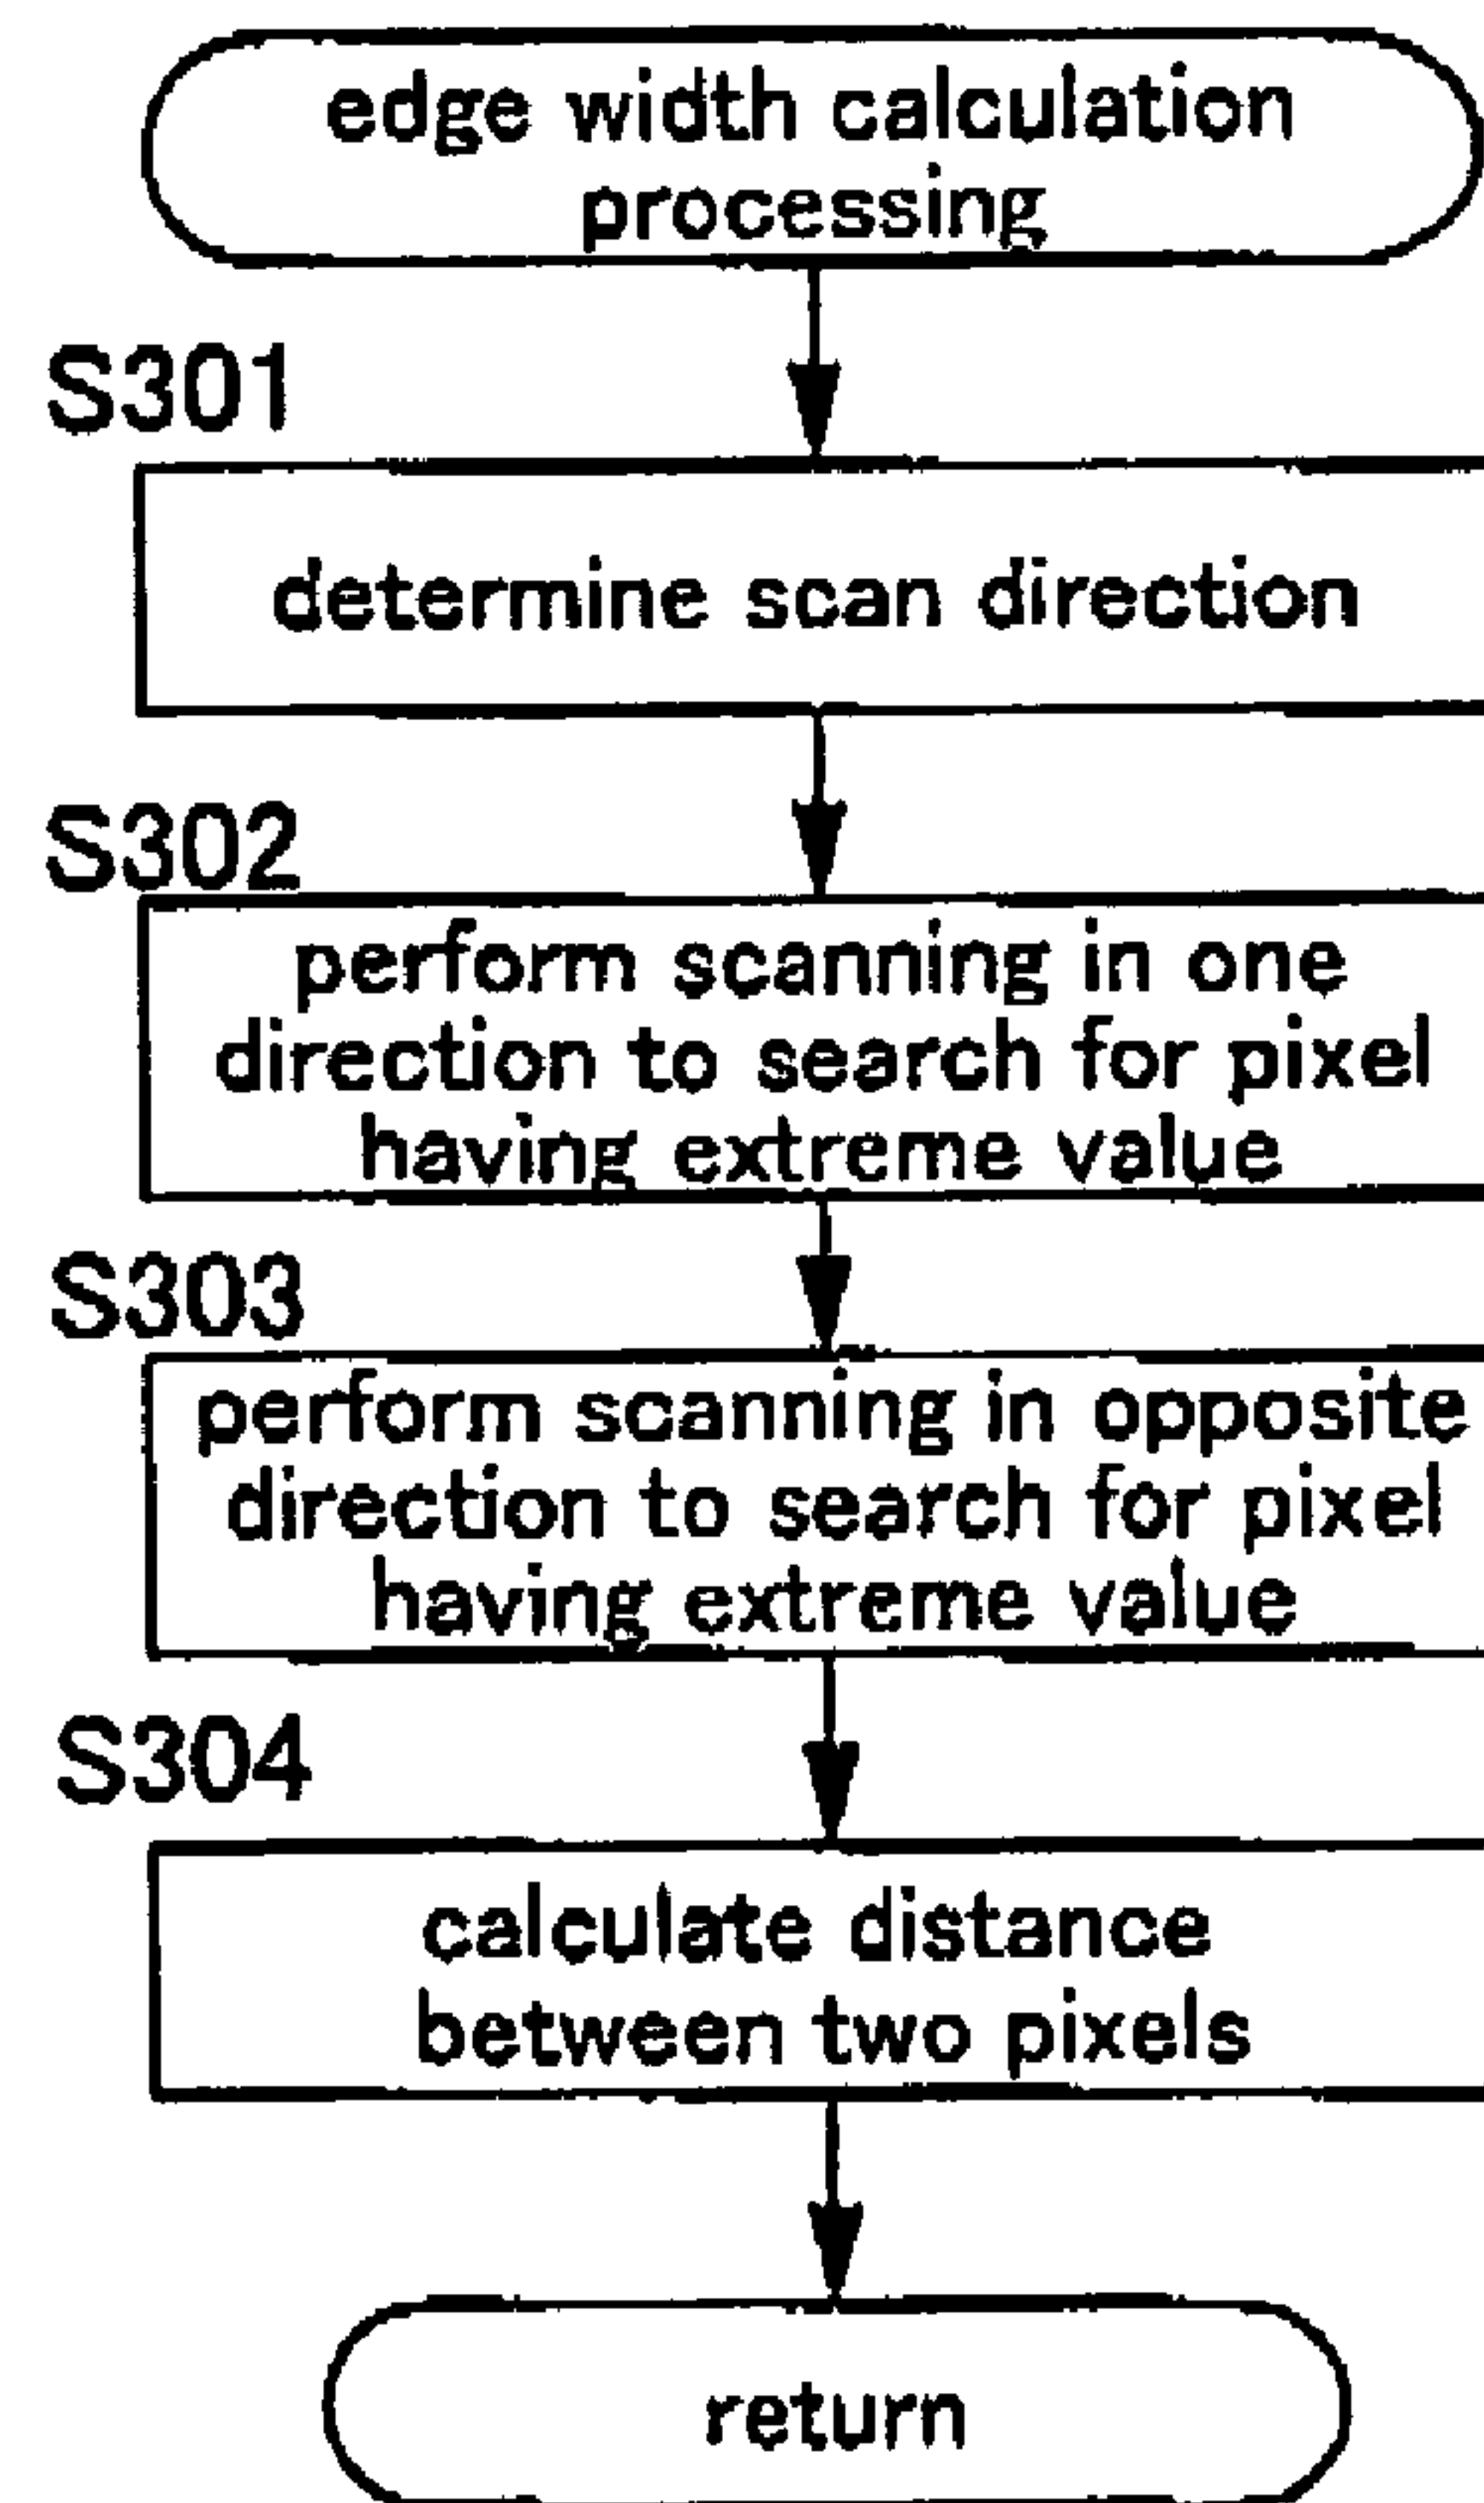 edge width calculation
processing
S301
determine scan direction
S302
perform scanning in one
direction to search for pixel
having extreme value
S303
perform scanning in opposite
direction to search for pixel
having extreme value
S304
calculate distance
between two pixels
return